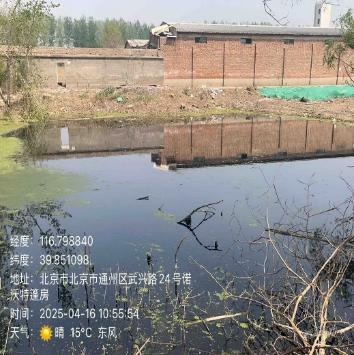 经度：116.798840
纬度：39.851098
地址：北京市北京市通州区武兴路24号诺
沃特篷房
时间：2025-04-16 10:55:54
天气：☀️ 晴 15℃ 东风